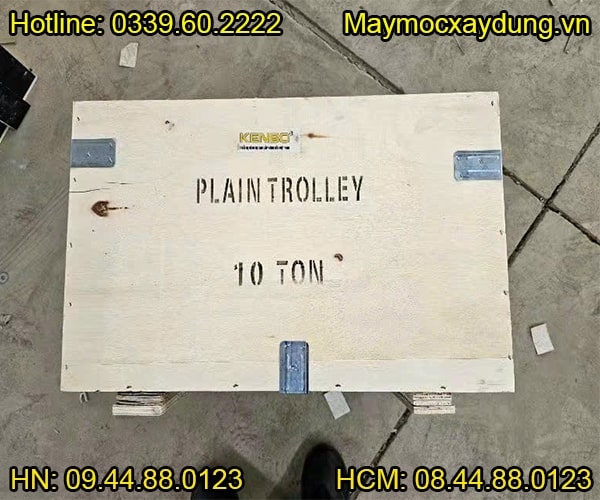 Hotline: 0339.60.2222
Maymocxaydung.vn
KENBO
PLAIN TROLLEY
10 TON
HN: 09.44.88.0123
HCM: 08.44.88.0123